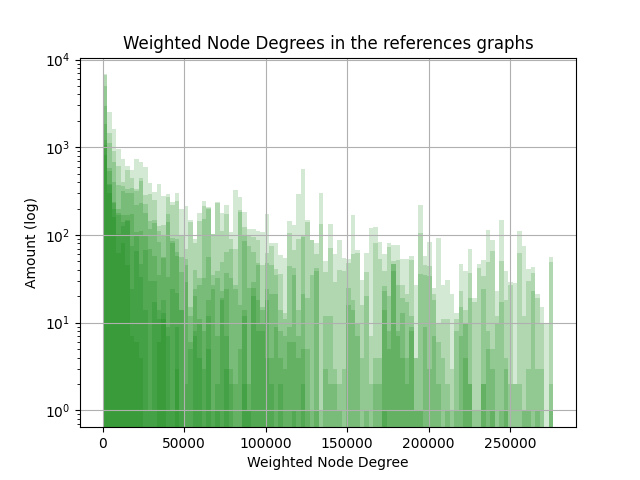 Weighted Node Degrees in the references graphs
Amount (log)
10^4
10^3
10^2
10^1
10^0
0 50000 100000 150000 200000 250000
Weighted Node Degree